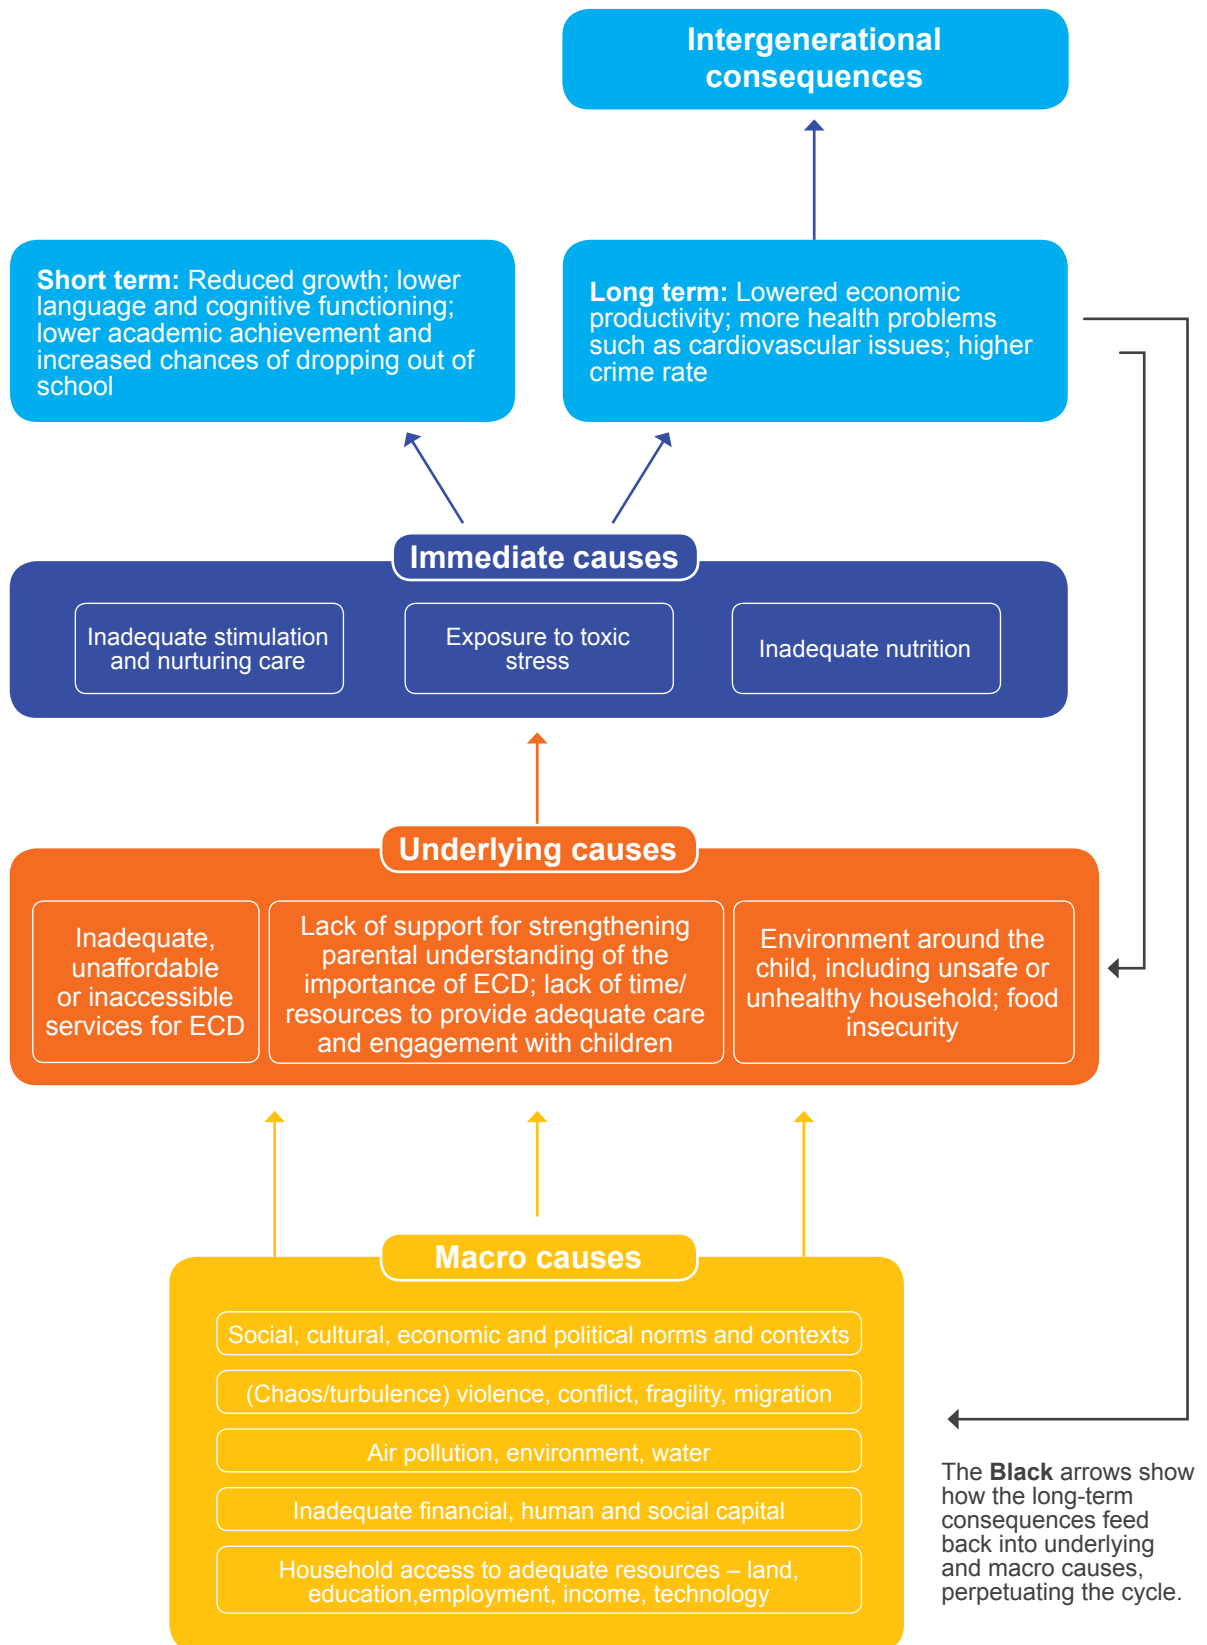 Intergenerational
consequences
Short term: Reduced growth; lower
language and cognitive functioning;
lower academic achievement and
increased chances of dropping out of
school
Long term: Lowered economic
productivity; more health problems
such as cardiovascular issues; higher
crime rate
Immediate causes
Inadequate stimulation
and nurturing care
Exposure to toxic
stress
Inadequate nutrition
Underlying causes
Inadequate,
unaffordable
or inaccessible
services for ECD
Lack of support for strengthening
parental understanding of the
importance of ECD; lack of time/
resources to provide adequate care
and engagement with children
Environment around the
child, including unsafe or
unhealthy household; food
insecurity
Macro causes
Social, cultural, economic and political norms and contexts
(Chaos/turbulence) violence, conflict, fragility, migration
Air pollution, environment, water
Inadequate financial, human and social capital
Household access to adequate resources – land,
education,employment, income, technology
The Black arrows show
how the long-term
consequences feed
back into underlying
and macro causes,
perpetuating the cycle.